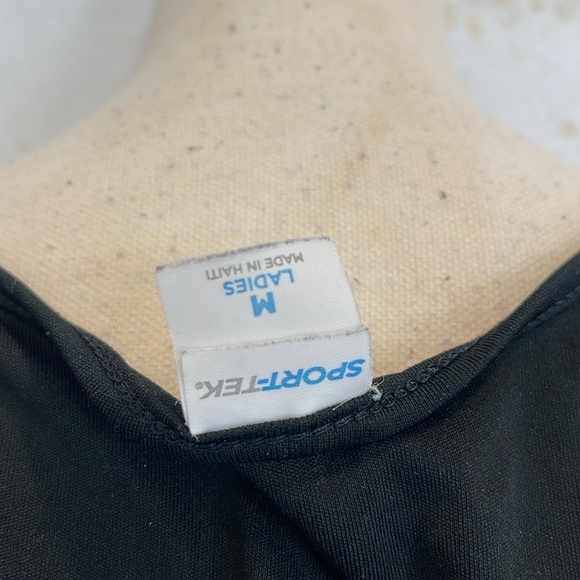 SPORT-TEK®
M
LADIES
MADE IN HAITI